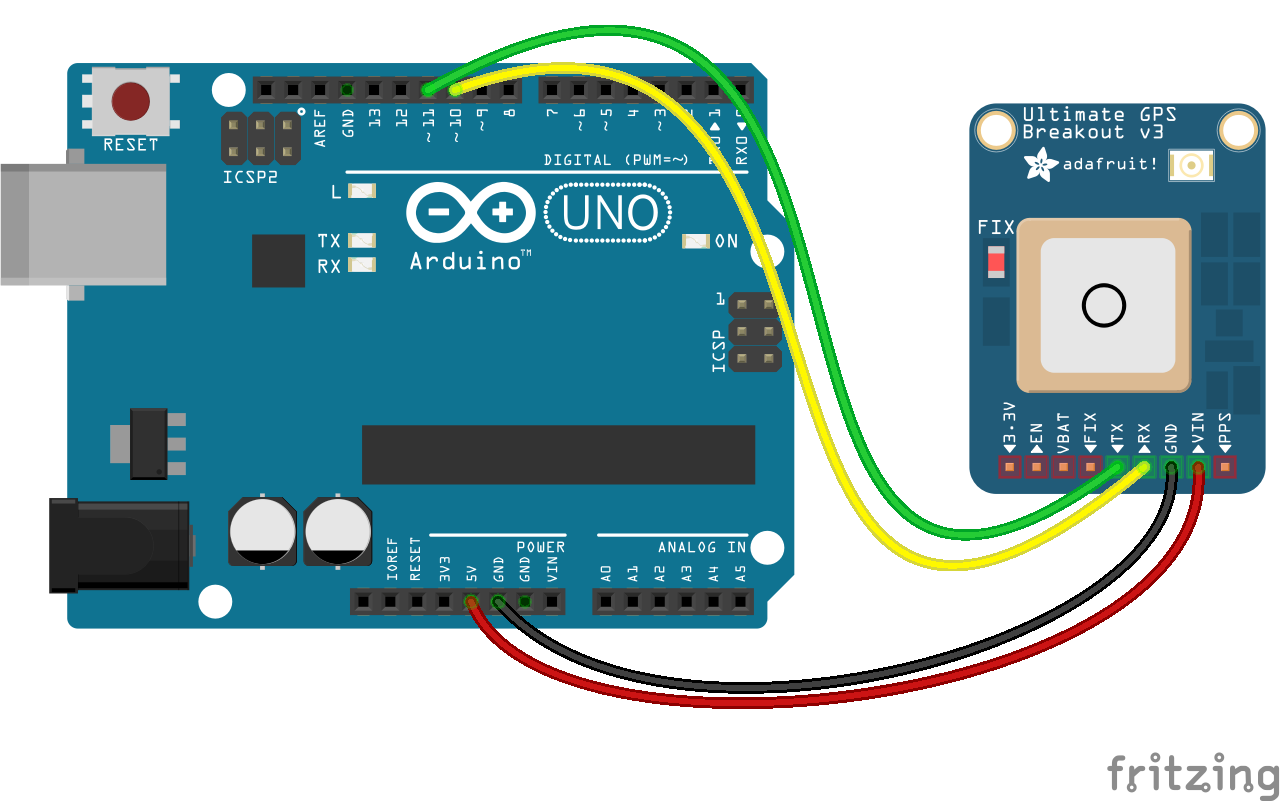 RESET
ICSP2
AREF
GND
13
12
~11
~10
~9
8
7
~6
~5
4
~3
2
TX0▶1
RX0◀0
DIGITAL (PWM=~)
L
TX
RX
UNO
Arduino™
ON
1
ICSP
POWER
ANALOG IN
IOREF
RESET
3V3
5V
GND
GND
VIN
A0
A1
A2
A3
A4
A5
Ultimate GPS
Breakout v3
adafruit!
FIX
3.3V
EN
VBAT
FIX
TX
RX
GND
VIN
PPS
fritzing